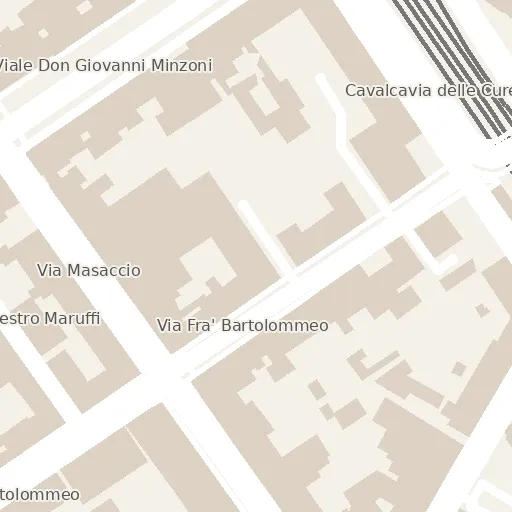 Viale Don Giovanni Minzoni
Cavalcavia delle Cure
Via Masaccio
estro Maruffi
Via Fra' Bartolommeo
tolommeo